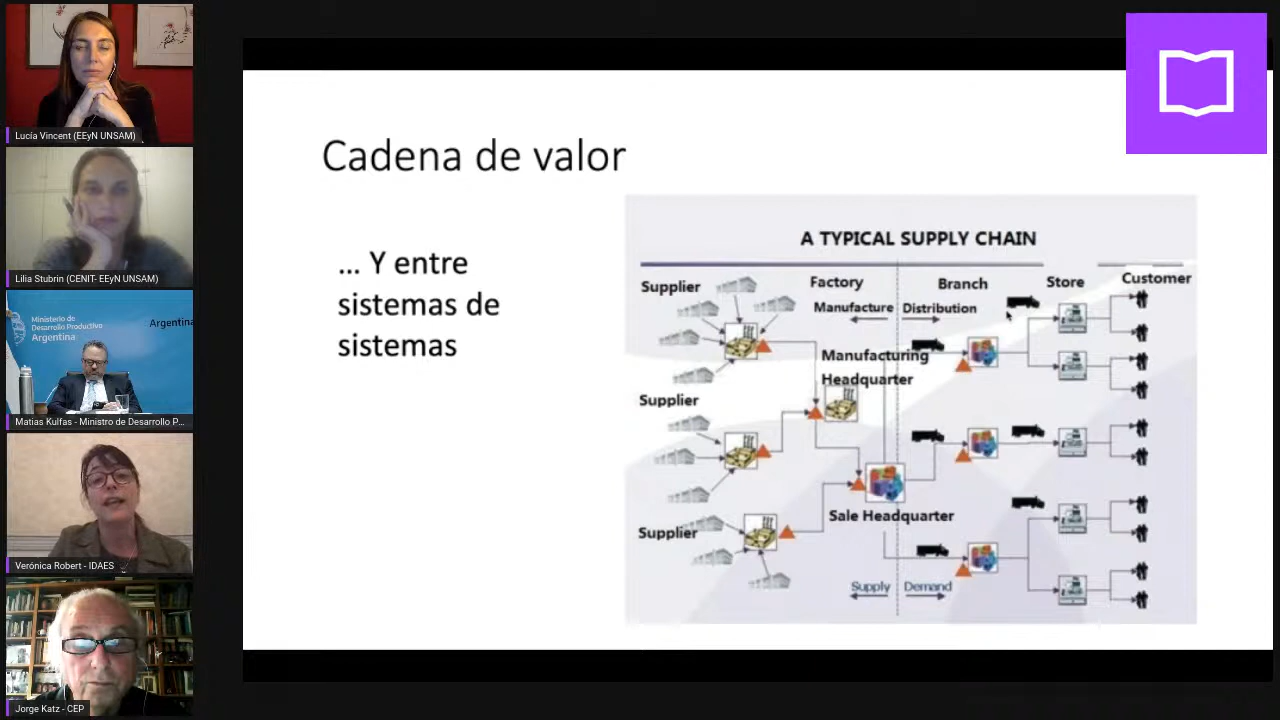 Lucía Vincent (EEyN UNSAM)
Lilia Stubrin (CENIT- EEyN UNSAM)
Ministerio de
Desarrollo Productivo
Argentina
Argentina
Matias Kulfas - Ministro de Desarrollo P...
Verónica Robert - IDAES
Jorge Katz - CEP
Cadena de valor
... Y entre
sistemas de
sistemas
A TYPICAL SUPPLY CHAIN
Supplier
Factory
Branch
Store
Customer
Manufacture
Distribution
Manufacturing
Headquarter
Supplier
Sale Headquarter
Supplier
Supply
Demand